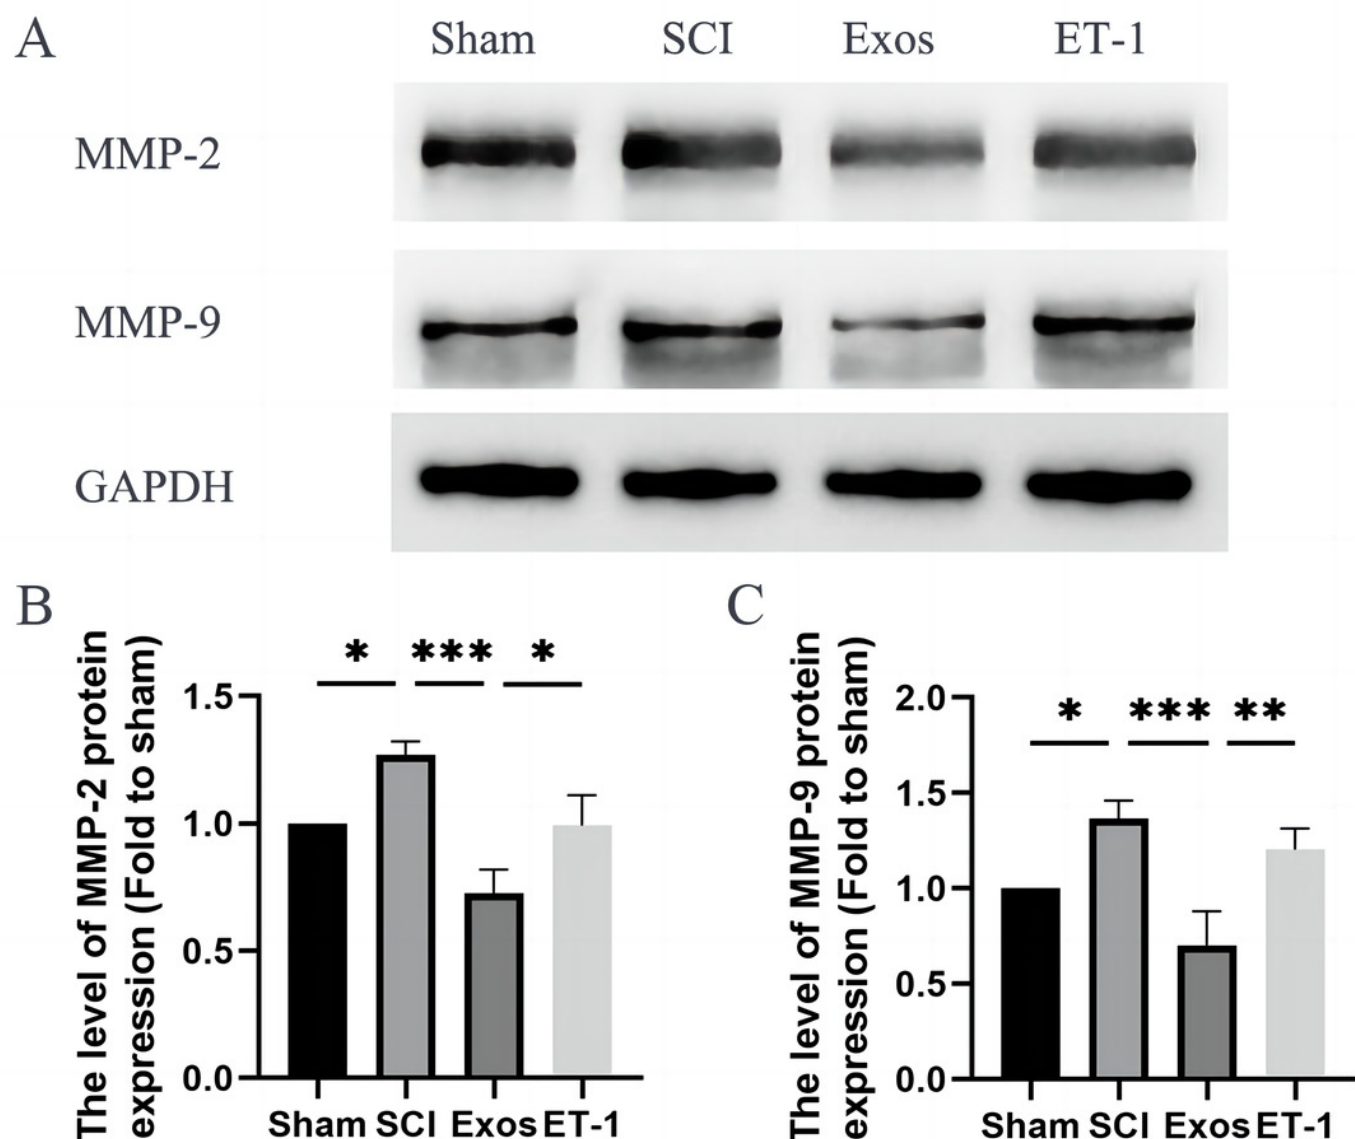 A
Sham SCI Exos ET-1
MMP-2
MMP-9
GAPDH
B
The level of MMP-2 protein
expression (Fold to sham)
* *** *
1.5
1.0
0.5
0.0
Sham SCI Exos ET-1
C
The level of MMP-9 protein
expression (Fold to sham)
* *** **
2.0
1.5
1.0
0.5
0.0
Sham SCI Exos ET-1